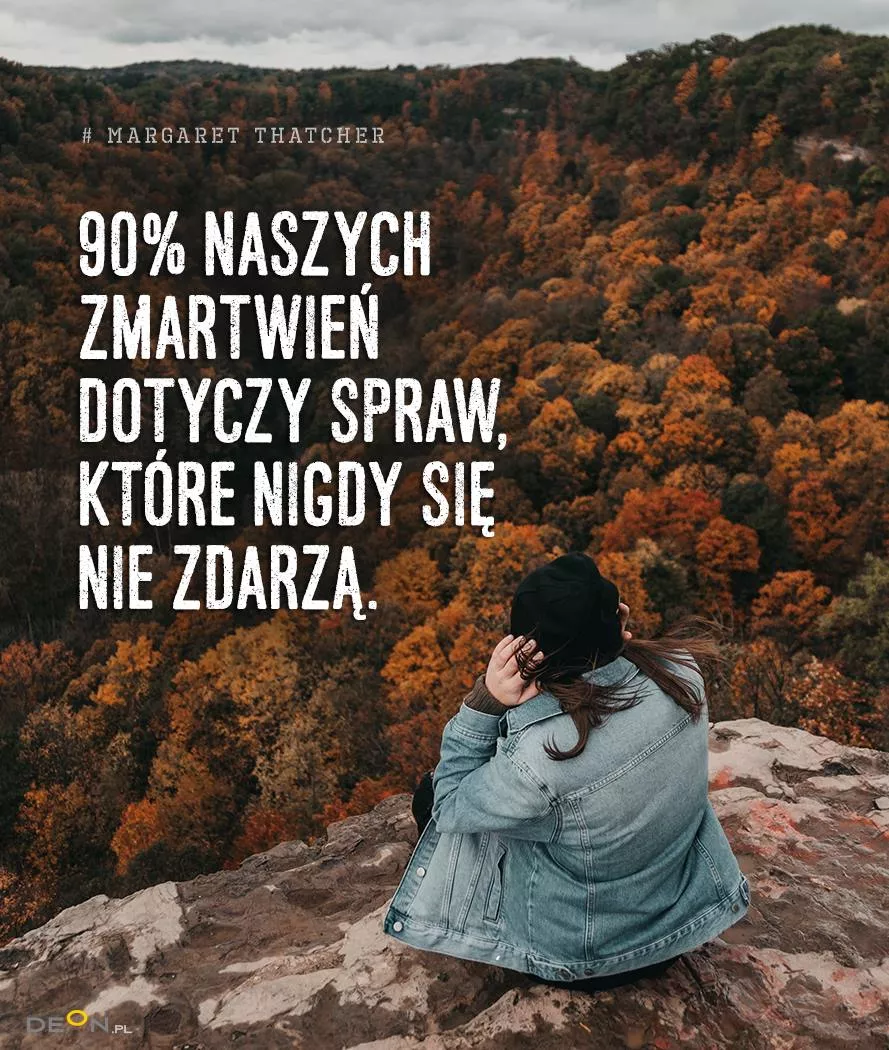 # MARGARET THATCHER
90% NASZYCH
ZMARTWIEŃ
DOTYCZY SPRAW,
KTÓRE NIGDY SIĘ
NIE ZDARZĄ.
DEON.PL